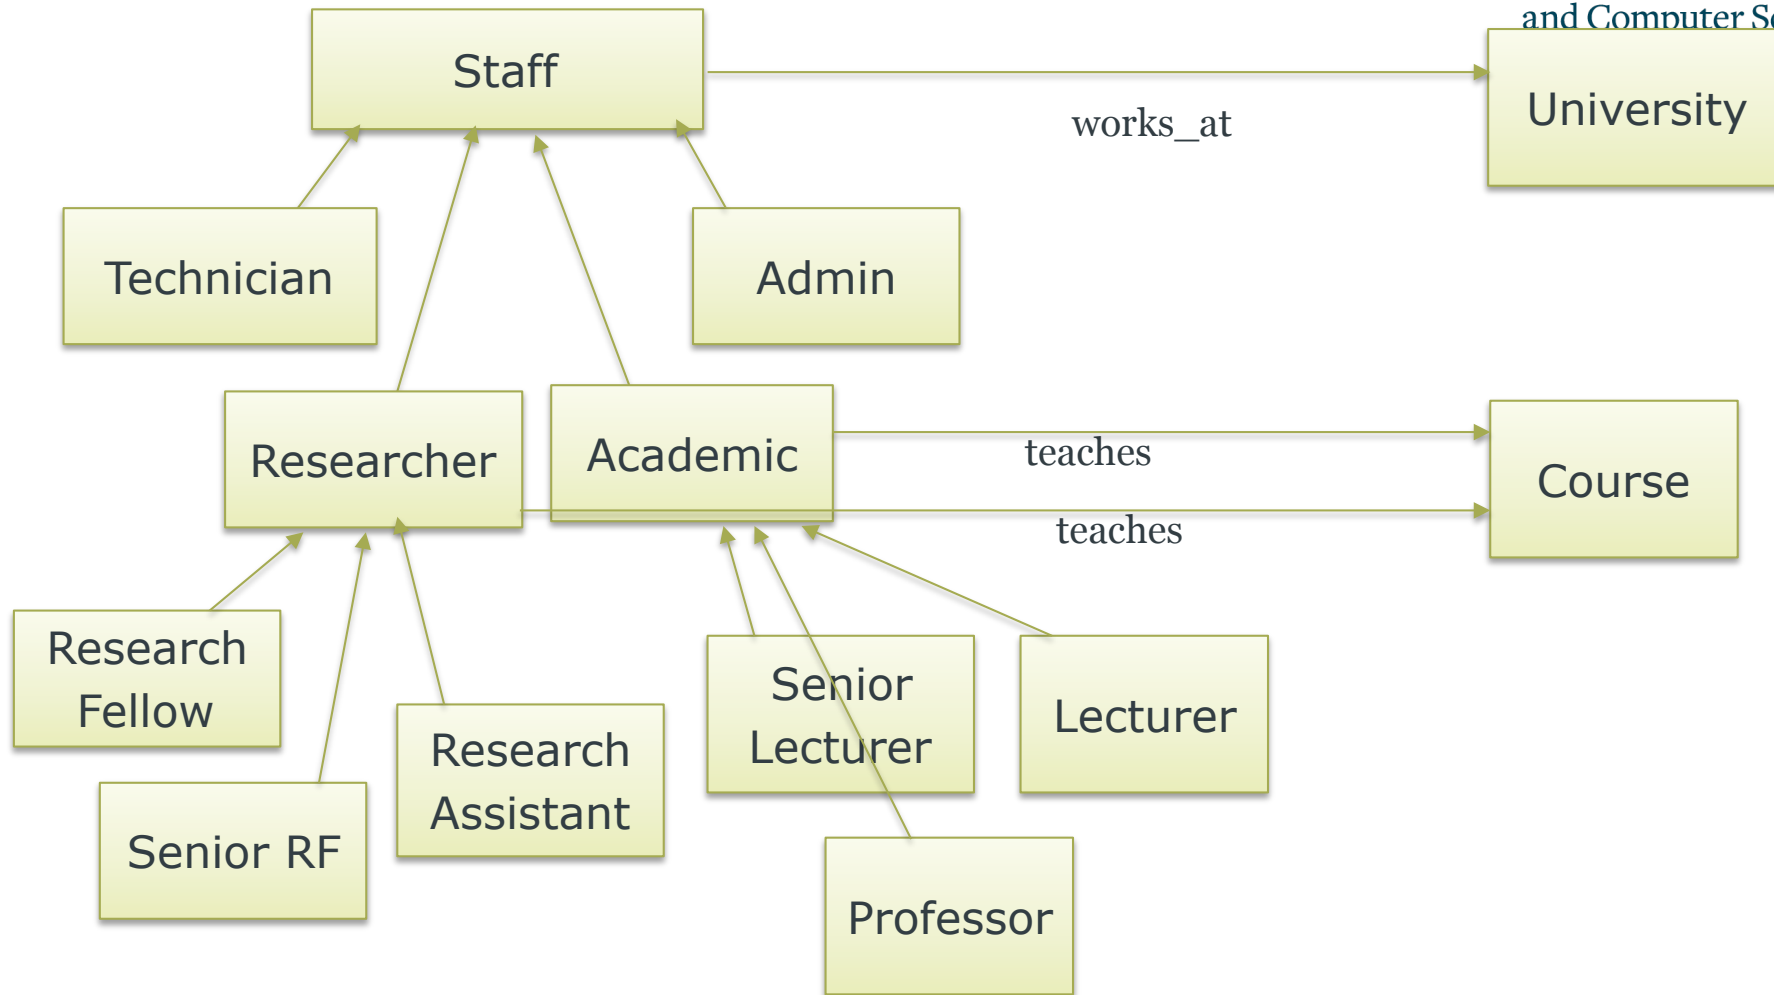 and Computer
Staff
University
works_at
Technician
Admin
Researcher
Academic
teaches
Course
teaches
Research
Fellow
Senior
Lecturer
Lecturer
Research
Assistant
Senior RF
Professor